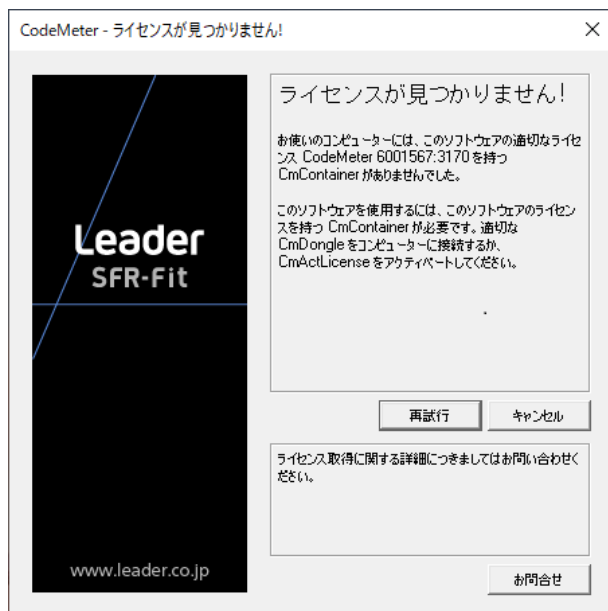 CodeMeter - ライセンスが見つかりません!
Leader
SFR-Fit
www.leader.co.jp
ライセンスが見つかりません!
お使いのコンピューターには、このソフトウェアの適切なライセ
ンス CodeMeter 6001567:3170 を持つ
CmContainer がありませんでした。
このソフトウェアを使用するには、このソフトウェアのライセン
スを持つ CmContainer が必要です。適切な
CmDongle をコンピューターに接続するか、
CmActLicense をアクティベートしてください。
再試行
キャンセル
ライセンス取得に関する詳細につきましてはお問い合わせく
ださい。
お問合せ